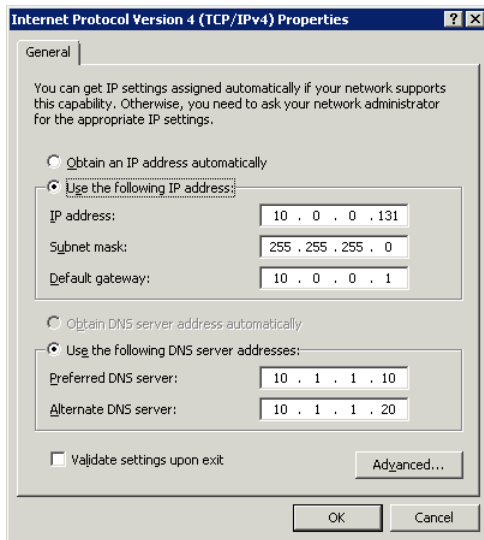 Internet Protocol Version 4 (TCP/IPv4) Properties
General
You can get IP settings assigned automatically if your network supports
this capability. Otherwise, you need to ask your network administrator
for the appropriate IP settings.
Obtain an IP address automatically
Use the following IP address:
IP address: 10 . 0 . 0 . 131
Subnet mask: 255 . 255 . 255 . 0
Default gateway: 10 . 0 . 0 . 1
Obtain DNS server address automatically
Use the following DNS server addresses:
Preferred DNS server: 10 . 1 . 1 . 10
Alternate DNS server: 10 . 1 . 1 . 20
Validate settings upon exit
Advanced...
OK Cancel